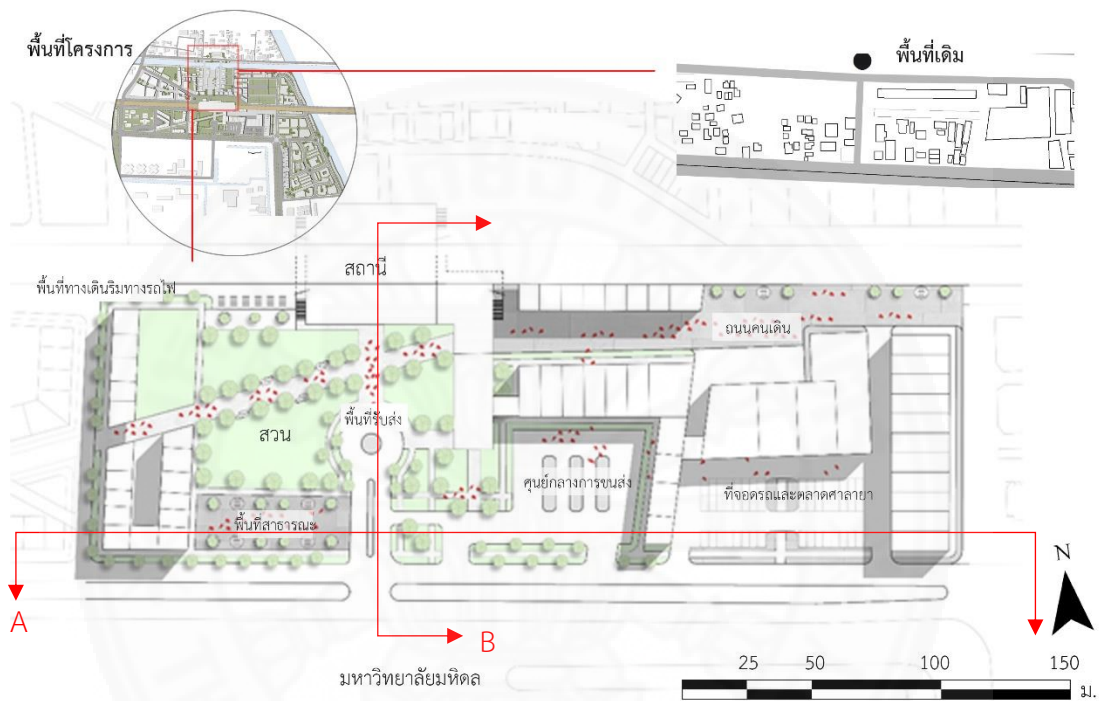 พื้นที่โครงการ
พื้นที่เดิม
สถานี
พื้นที่ทางเดินริมทางรถไฟ
ถนนคนเดิน
พื้นที่รับส่ง
สวน
ศูนย์กลางการขนส่ง
ที่จอดรถและตลาดศาลายา
พื้นที่สาธารณะ
N
A
B
มหาวิทยาลัยมหิดล
25 50 100 150
ม.